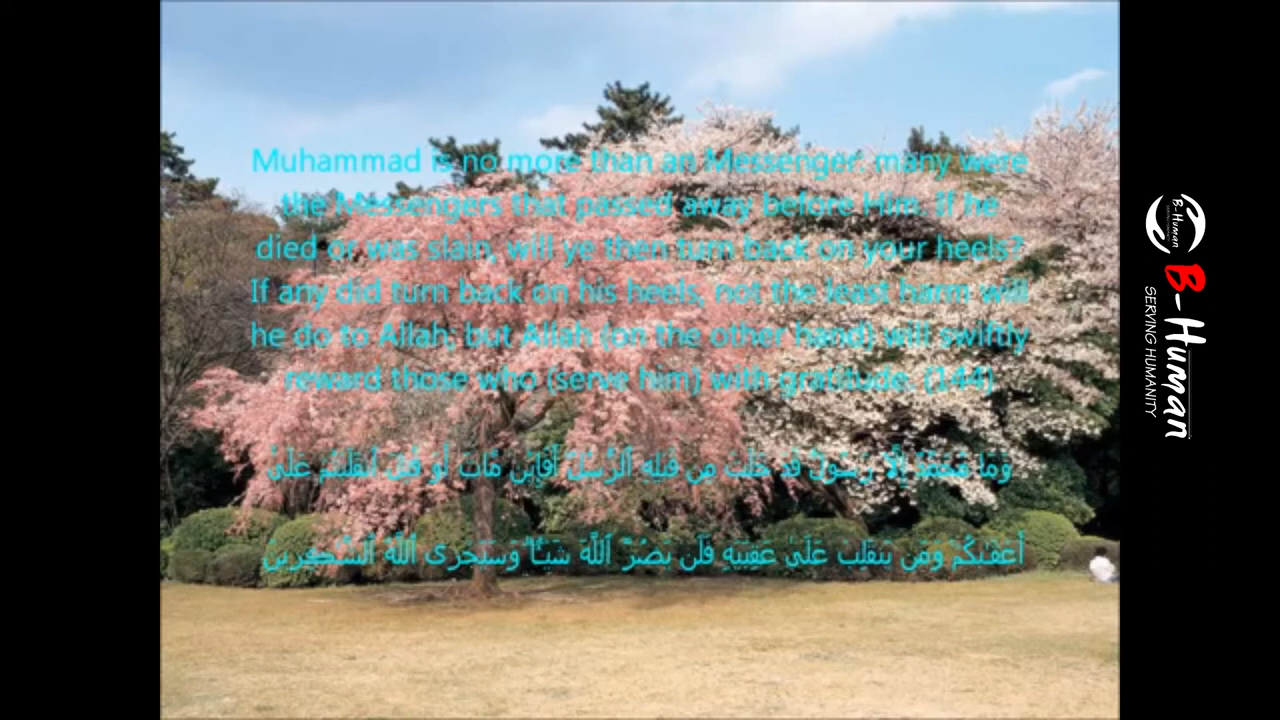 Muhammad is no more than an Messenger: many were
the Messengers that passed away before Him. If he
died or was slain, will ye then turn back on your heels?
If any did turn back on his heels, not the least harm will
he do to Allah; but Allah (on the other hand) will swiftly
reward those who (serve him) with gratitude. (144)
وَمَا مُحَمَّدٌ إِلَّا رَسُولٌ قَدْ خَلَتْ مِن قَبْلِهِ ٱلرُّسُلُ أَفَإِيْن مَّاتَ أَوْ قُتِلَ ٱنقَلَبْتُمْ عَلَىٰٓ
أَعْقَـٰبِكُمْ وَمَن يَنقَلِبْ عَلَىٰ عَقِبَيْهِ فَلَن يَضُرَّ ٱللَّهَ شَيْـًٔا وَسَيَجْزِى ٱللَّهُ ٱلشَّـٰكِرِينَ
B-Human
B-Human
SERVING HUMANITY